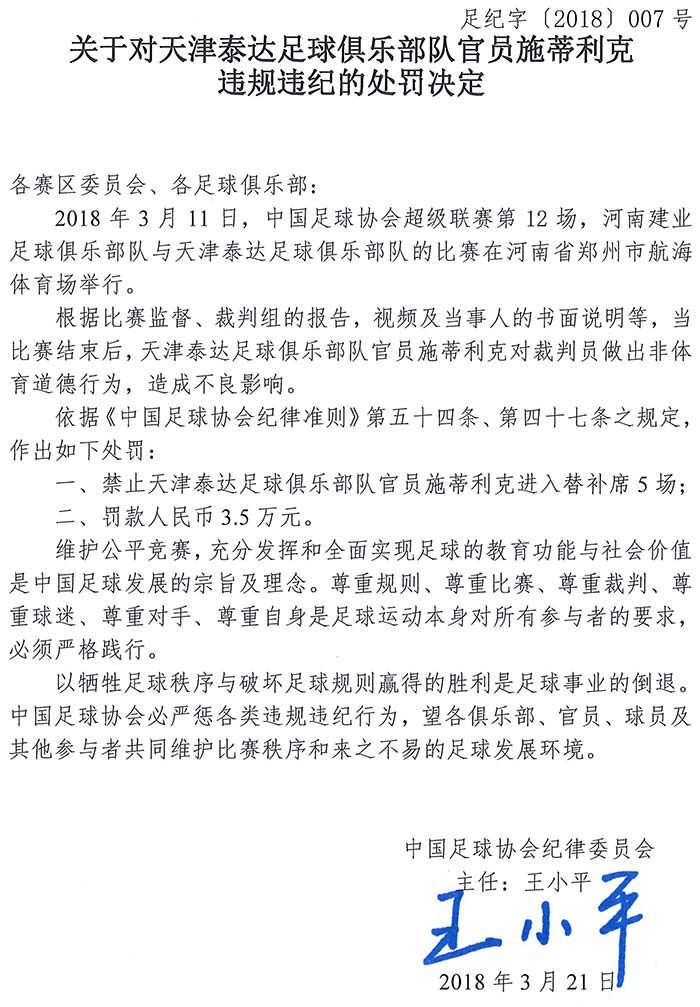 足纪字〔2018〕007 号
关于对天津泰达足球俱乐部队官员施蒂利克
违规违纪的处罚决定
各赛区委员会、各足球俱乐部：
2018 年 3 月 11 日，中国足球协会超级联赛第 12 场，河南建业
足球俱乐部队与天津泰达足球俱乐部队的比赛在河南省郑州市航海
体育场举行。
根据比赛监督、裁判组的报告，视频及当事人的书面说明等，当
比赛结束后，天津泰达足球俱乐部队官员施蒂利克对裁判员做出非体
育道德行为，造成不良影响。
依据《中国足球协会纪律准则》第五十四条、第四十七条之规定，
作出如下处罚：
一、禁止天津泰达足球俱乐部队官员施蒂利克进入替补席 5 场；
二、罚款人民币 3.5 万元。
维护公平竞赛，充分发挥和全面实现足球的教育功能与社会价值
是中国足球发展的宗旨及理念。尊重规则、尊重比赛、尊重裁判、尊
重球迷、尊重对手、尊重自身是足球运动本身对所有参与者的要求，
必须严格践行。
以牺牲足球秩序与破坏足球规则赢得的胜利是足球事业的倒退。
中国足球协会必严惩各类违规违纪行为，望各俱乐部、官员、球员及
其他参与者共同维护比赛秩序和来之不易的足球发展环境。
中国足球协会纪律委员会
主任：王小平
王小平
2018 年 3 月 21 日